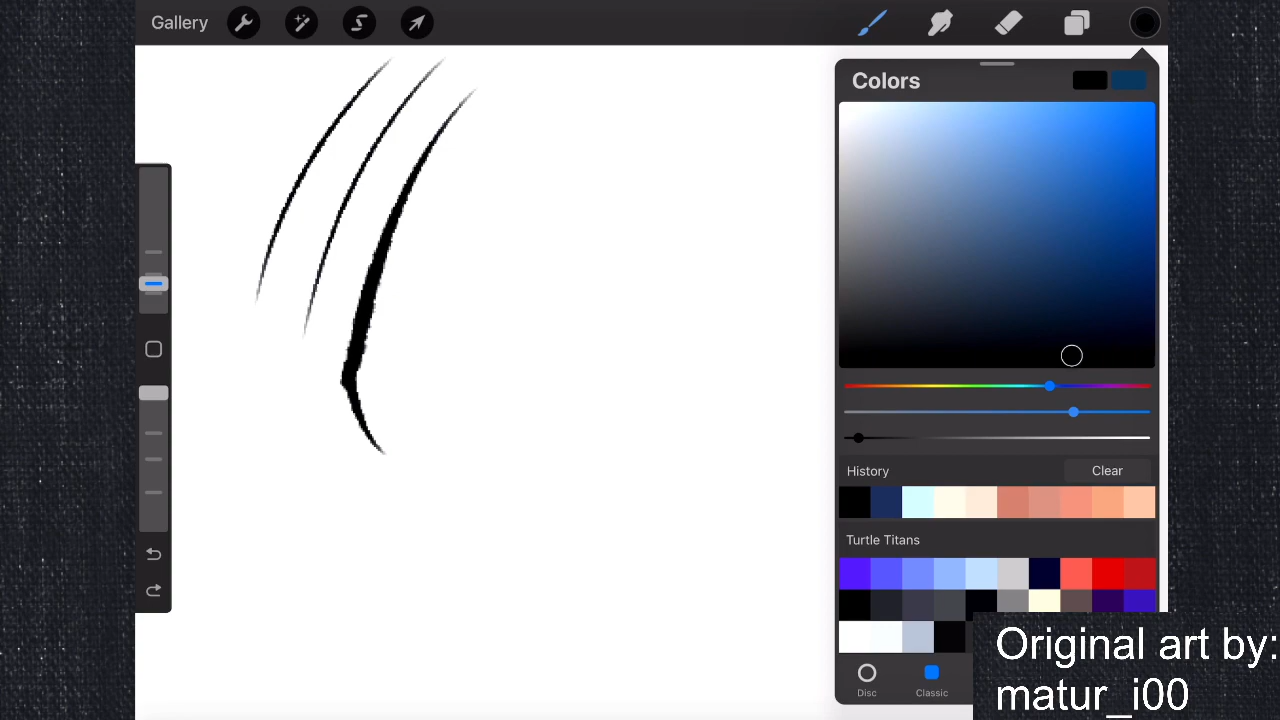 Gallery
Colors
History
Clear
Turtle Titans
Disc
Classic
Original art by:
matur_i00